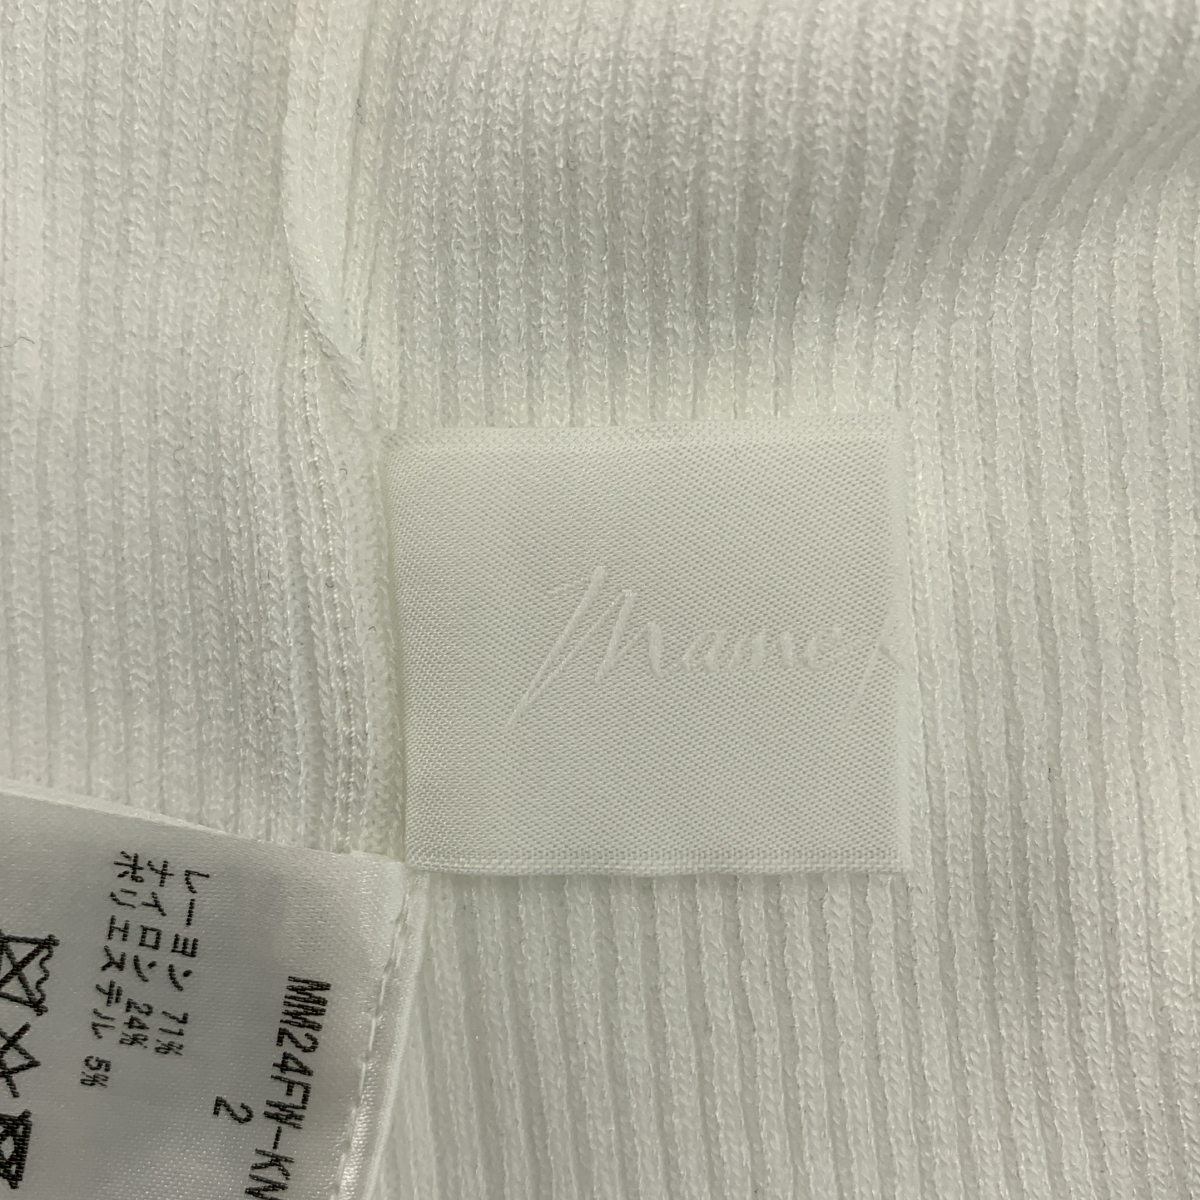 Mame K
MM24FW-KN
2
レーヨン 71%
ナイロン 24%
ポリエステル 5%